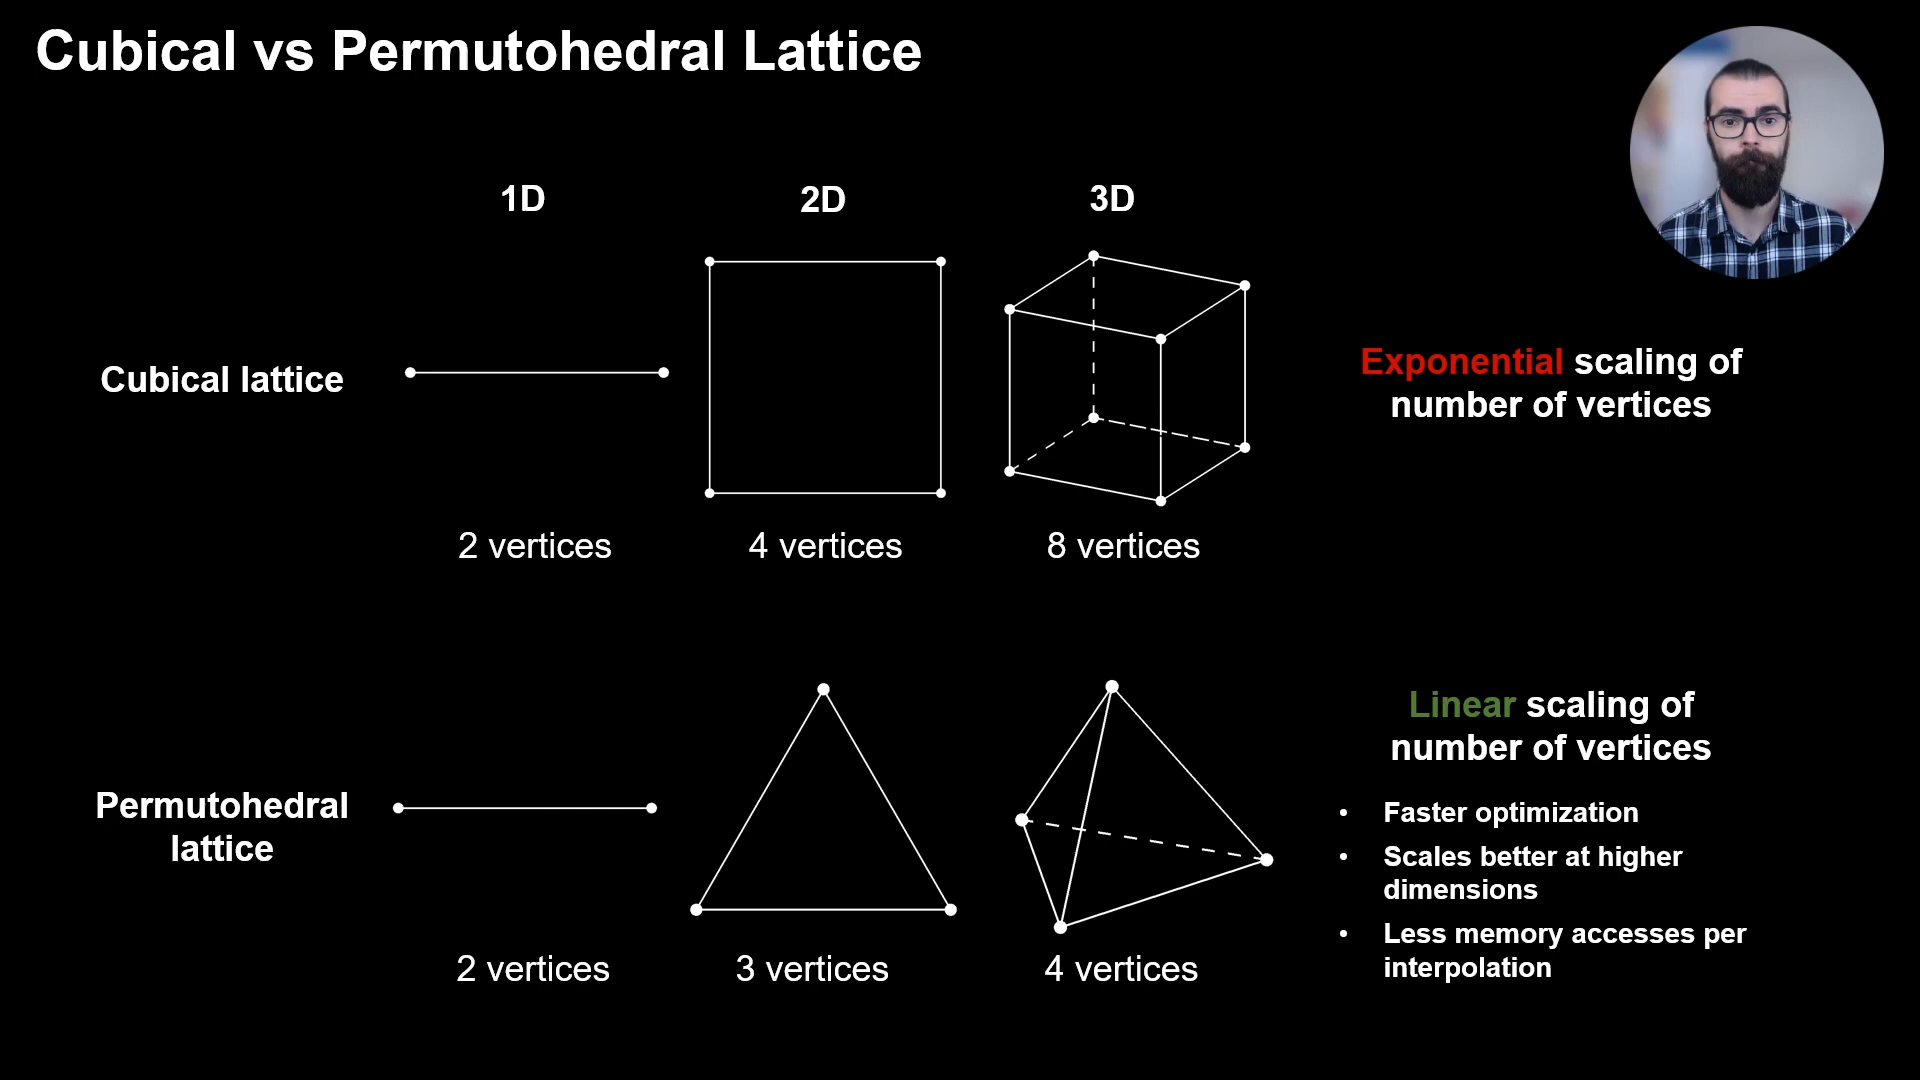 Cubical vs Permutohedral Lattice
1D
2D
3D
Cubical lattice
Exponential scaling of
number of vertices
2 vertices
4 vertices
8 vertices
Permutohedral
lattice
Linear scaling of
number of vertices
• Faster optimization
• Scales better at higher
dimensions
• Less memory accesses per
interpolation
2 vertices
3 vertices
4 vertices